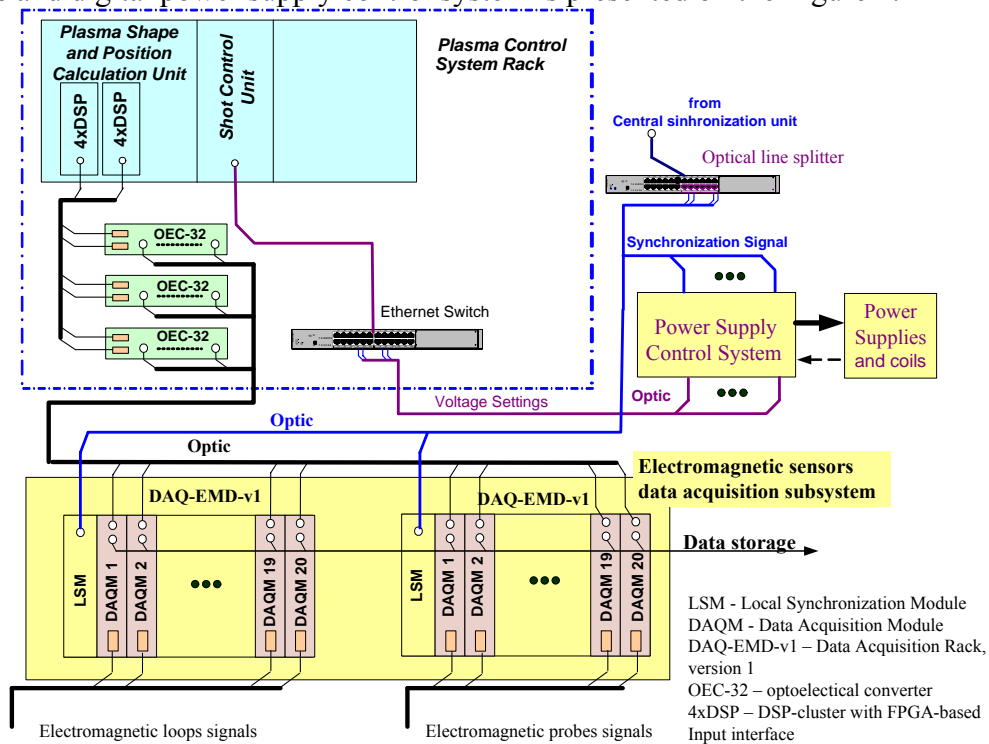 Plasma Shape
and Position
Calculation Unit
4xDSP
4xDSP
Shot Control
Unit
Plasma Control
System Rack
from
Central sinhronization unit
Optical line splitter
OEC-32
OEC-32
OEC-32
Synchronization Signal
Ethernet Switch
Power Supply
Control System
Power
Supplies
and coils
Voltage Settings
Optic
Optic
Optic
Electromagnetic sensors
data acquisition subsystem
DAQ-EMD-v1
DAQ-EMD-v1
LSM
DAQM 1
DAQM 2
DAQM 19
DAQM 20
LSM
DAQM 1
DAQM 2
DAQM 19
DAQM 20
Data storage
LSM - Local Synchronization Module
DAQM - Data Acquisition Module
DAQ-EMD-v1 – Data Acquisition Rack,
version 1
OEC-32 – optoelectical converter
4xDSP – DSP-cluster with FPGA-based
Input interface
Electromagnetic loops signals
Electromagnetic probes signals